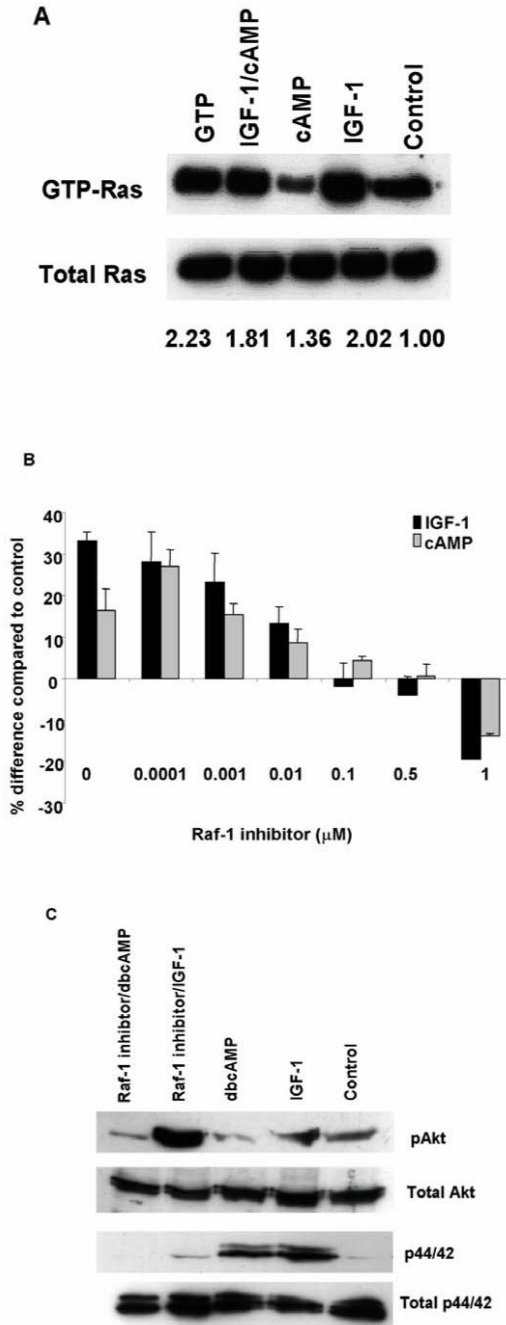 A
GTP
IGF-1/cAMP
cAMP
IGF-1
Control
GTP-Ras
Total Ras
2.23 1.81 1.36 2.02 1.00
B
% difference compared to control
40
30
20
10
0
-10
-20
-30
IGF-1
cAMP
0 0.0001 0.001 0.01 0.1 0.5 1
Raf-1 inhibitor (μM)
C
Raf-1 inhibtor/dbcAMP
Raf-1 inhibitor/IGF-1
dbcAMP
IGF-1
Control
pAkt
Total Akt
p44/42
Total p44/42